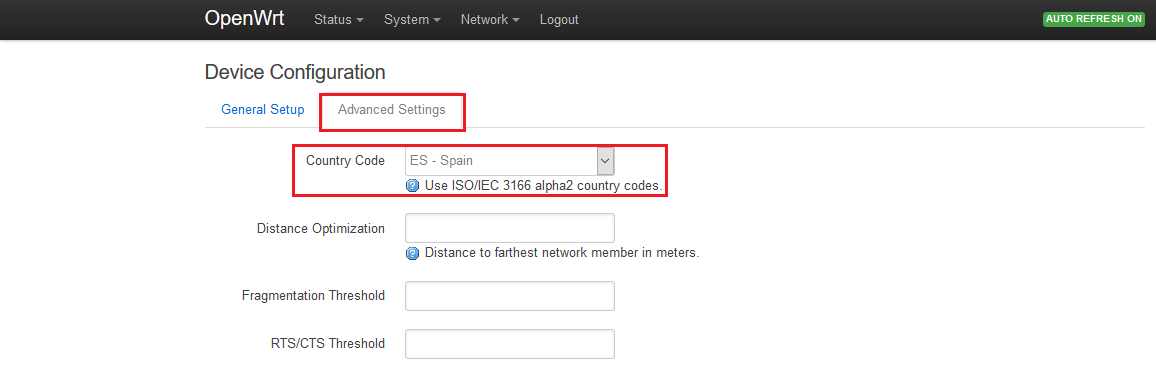 OpenWrt Status System Network Logout AUTO REFRESH ON
Device Configuration
General Setup Advanced Settings
Country Code ES - Spain
Use ISO/IEC 3166 alpha2 country codes.
Distance Optimization
Distance to farthest network member in meters.
Fragmentation Threshold
RTS/CTS Threshold